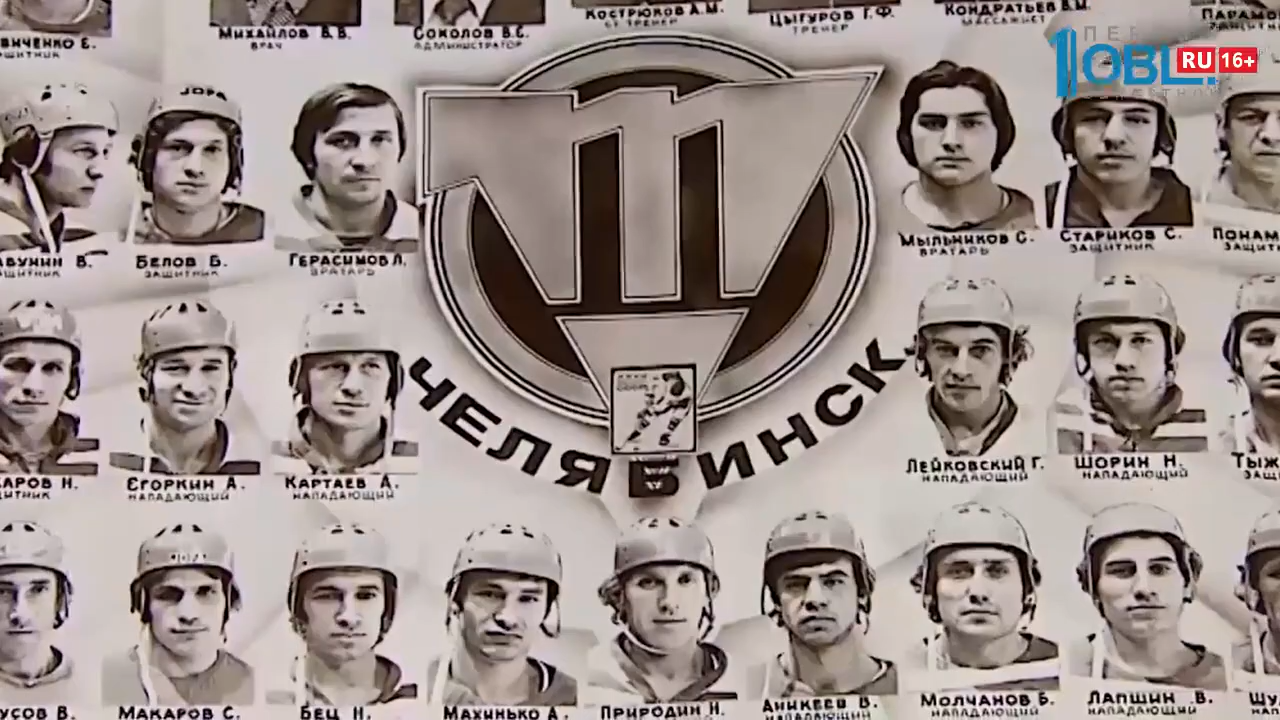 МИХАЙЛОВ В.В.
ВРАЧ
СОКОЛОВ В.С.
АДМИНИСТРАТОР
КОСТРЮКОВ А.М.
СТ. ТРЕНЕР
ЦЫГУРОВ Г.Ф.
ТРЕНЕР
КОНДРАТЬЕВ В.М.
МАССАЖИСТ
1OBL.RU 16+
JOFA
БЕЛОВ Б.
ЗАЩИТНИК
ГЕРАСИМОВ Л.
ВРАТАРЬ
МЫЛЬНИКОВ С.
ВРАТАРЬ
СТАРИКОВ С.
ЗАЩИТНИК
ЧЕЛЯБИНСК
ЕГОРКИН А.
НАПАДАЮЩИЙ
КАРТАЕВ А.
НАПАДАЮЩИЙ
ЛЕЙКОВСКИЙ Г.
НАПАДАЮЩИЙ
ШОРИН Н.
НАПАДАЮЩИЙ
МАКАРОВ С.
БЕЦ Н.
МАХИНЬКО А.
ПРИРОДИН Н.
АНИКЕЕВ В.
НАПАДАЮЩИЙ
МОЛЧАНОВ Б.
НАПАДАЮЩИЙ
ЛАПШИН В.
НАПАДАЮЩИЙ